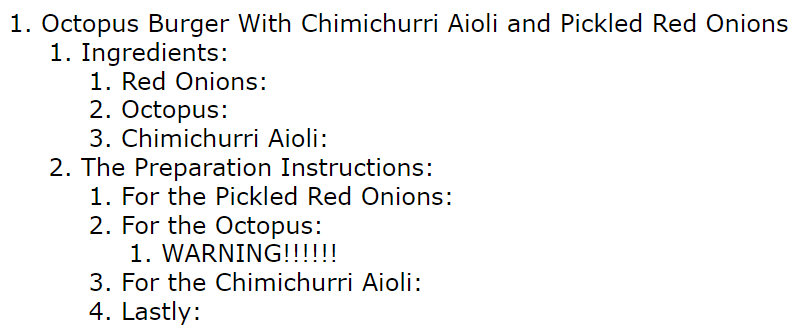 1. Octopus Burger With Chimichurri Aioli and Pickled Red Onions
1. Ingredients:
1. Red Onions:
2. Octopus:
3. Chimichurri Aioli:
2. The Preparation Instructions:
1. For the Pickled Red Onions:
2. For the Octopus:
1. WARNING!!!!!!
3. For the Chimichurri Aioli:
4. Lastly: